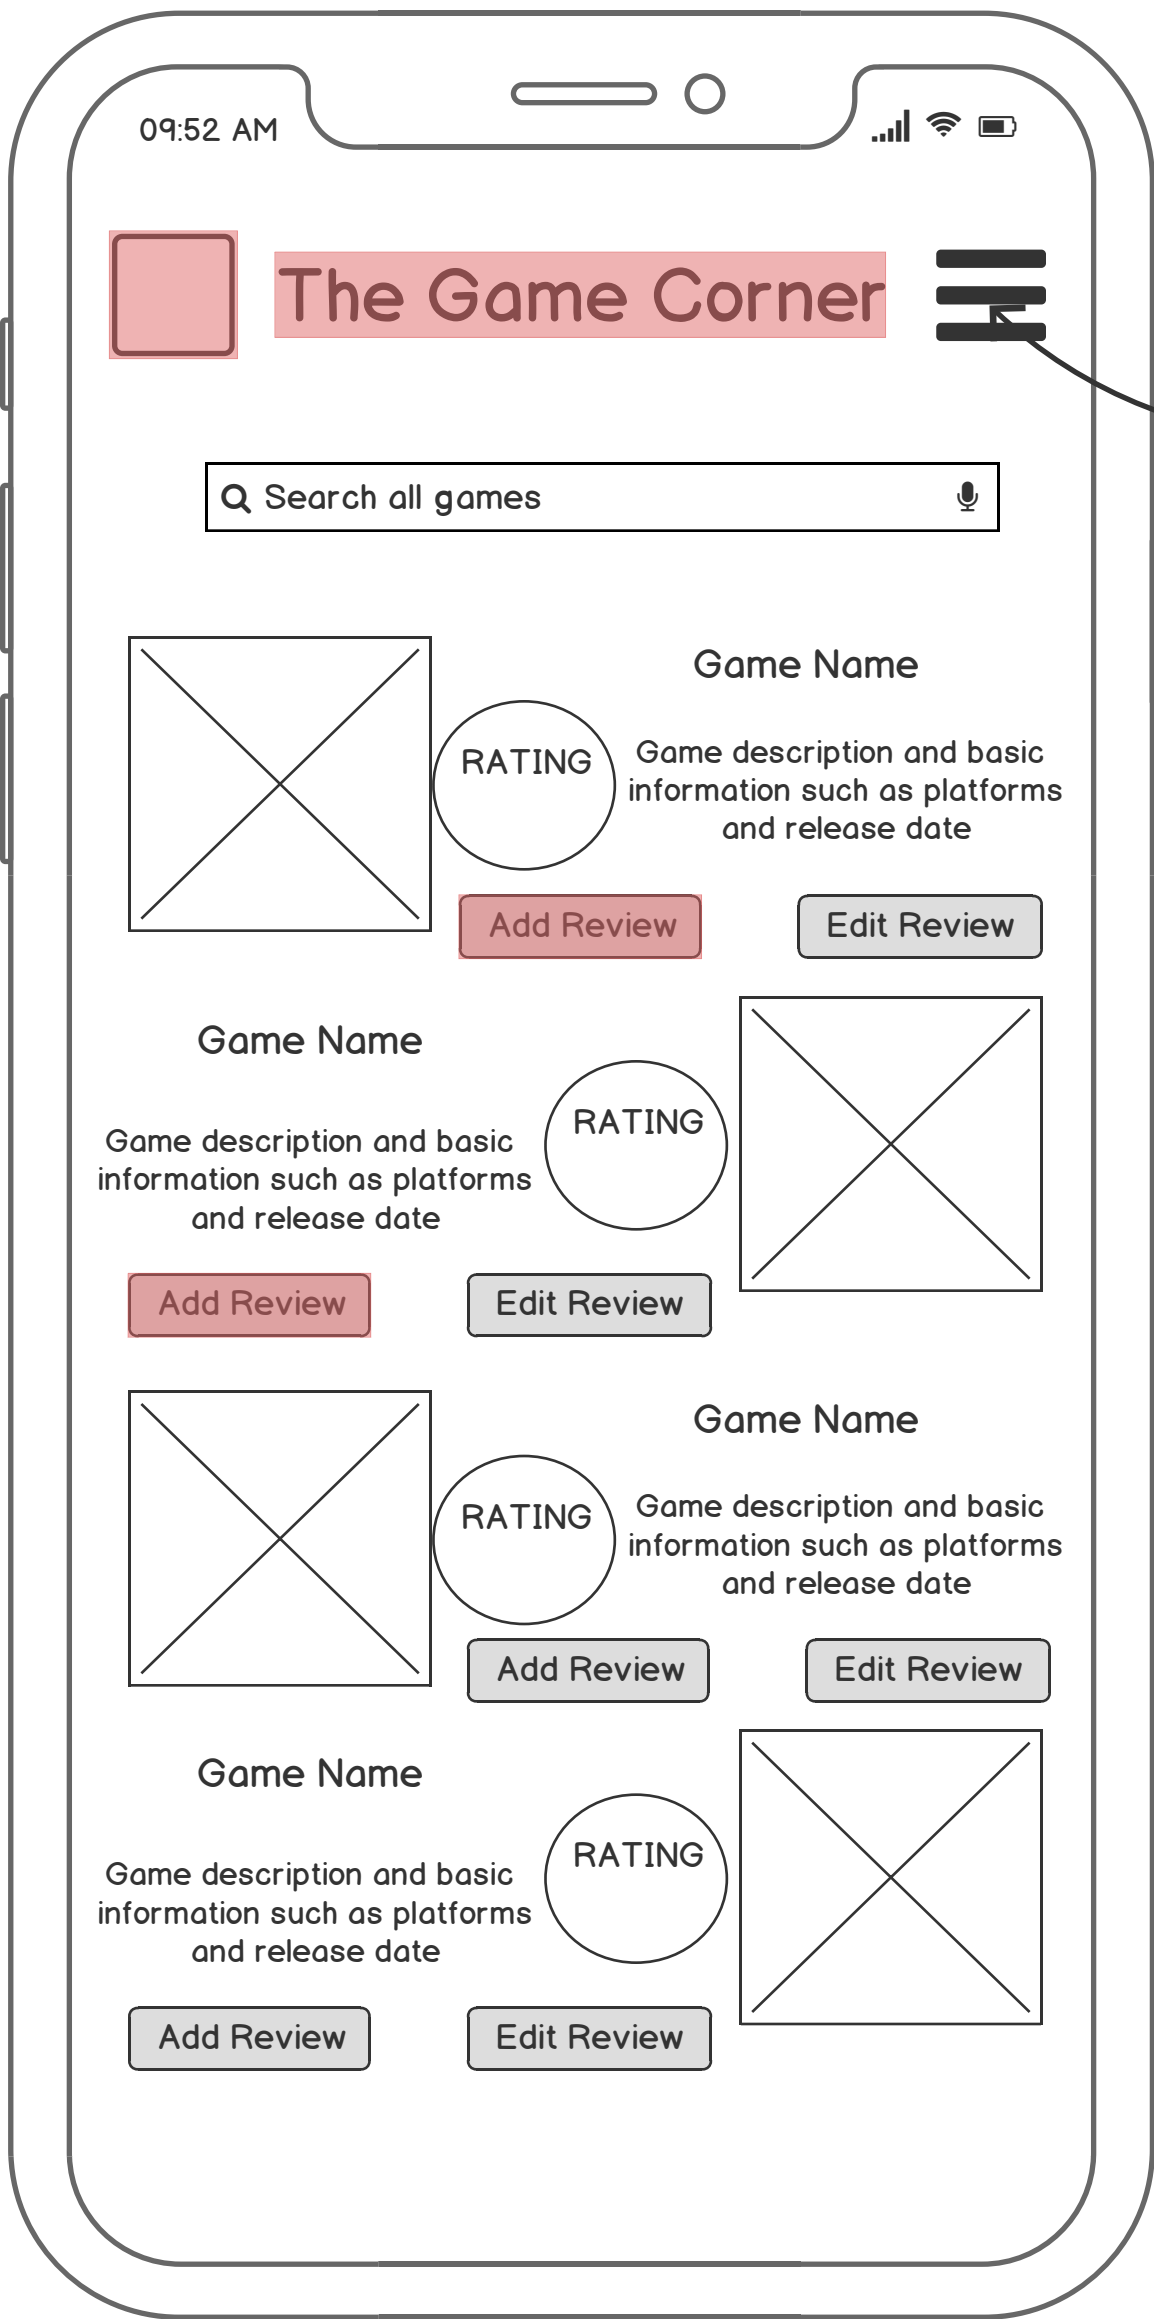 09:52 AM
The Game Corner
Search all games
Game Name
RATING
Game description and basic
information such as platforms
and release date
Add Review
Edit Review
Game Name
RATING
Game description and basic
information such as platforms
and release date
Add Review
Edit Review
Game Name
RATING
Game description and basic
information such as platforms
and release date
Add Review
Edit Review
Game Name
RATING
Game description and basic
information such as platforms
and release date
Add Review
Edit Review